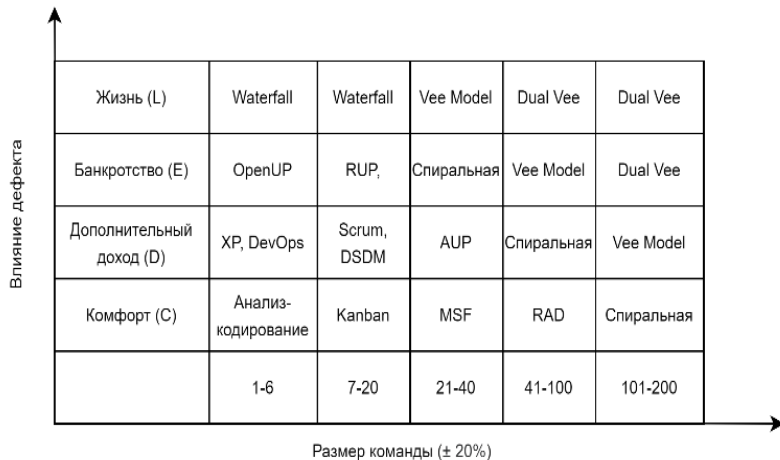 Влияние дефекта
Жизнь (L) Waterfall Waterfall Vee Model Dual Vee Dual Vee
Банкротство (E) OpenUP RUP, Спиральная Vee Model Dual Vee
Дополнительный
доход (D) XP, DevOps Scrum,
DSDM AUP Спиральная Vee Model
Комфорт (C) Анализ-
кодирование Kanban MSF RAD Спиральная
1-6 7-20 21-40 41-100 101-200
Размер команды (± 20%)